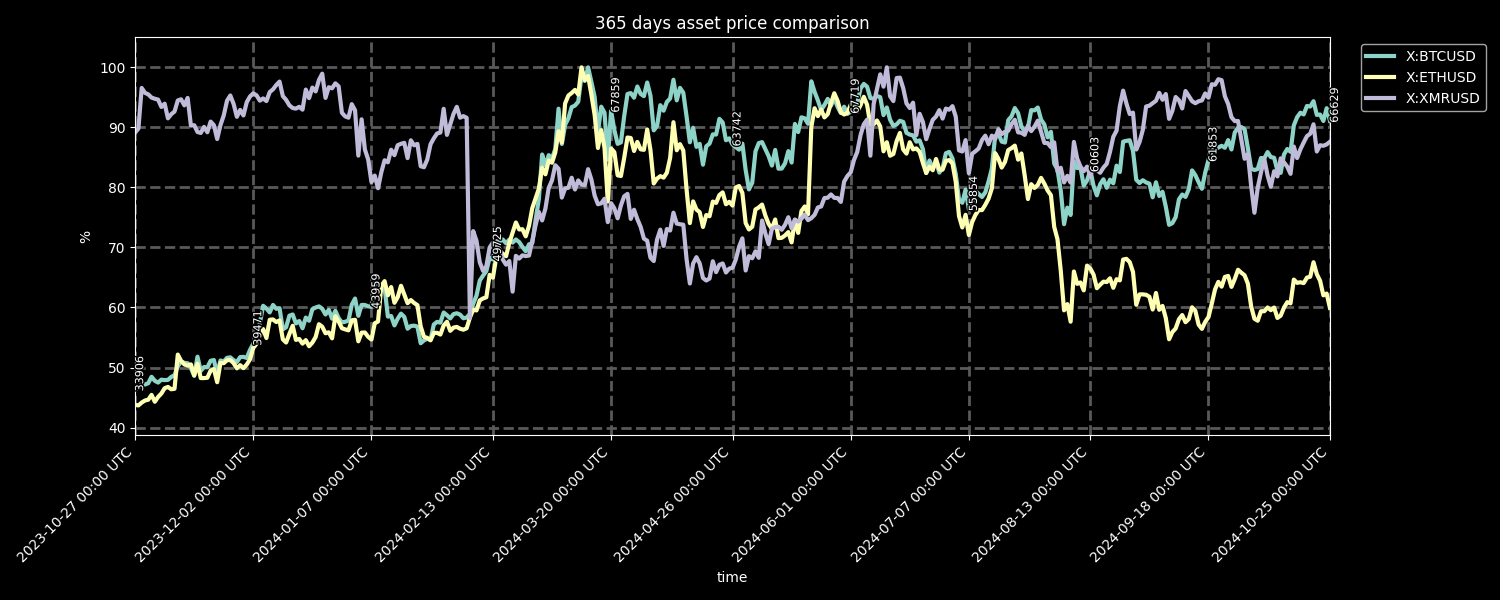 365 days asset price comparison
X:BTCUSD
X:ETHUSD
X:XMRUSD
100
90
80
70
60
50
40
%
33906
39471
43959
49725
67859
63742
67719
55854
60603
61853
66629
2023-10-27 00:00 UTC
2023-12-02 00:00 UTC
2024-01-07 00:00 UTC
2024-02-13 00:00 UTC
2024-03-20 00:00 UTC
2024-04-26 00:00 UTC
2024-06-01 00:00 UTC
2024-07-07 00:00 UTC
2024-08-13 00:00 UTC
2024-09-18 00:00 UTC
2024-10-25 00:00 UTC
time